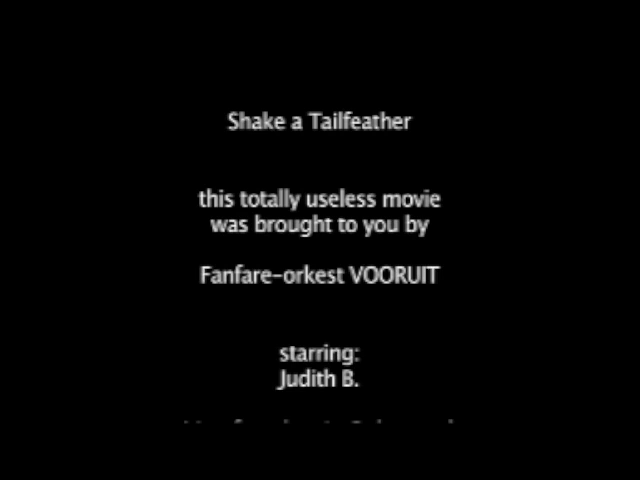 Shake a Tailfeather
this totally useless movie
was brought to you by
Fanfare-orkest VOORUIT
starring:
Judith B.